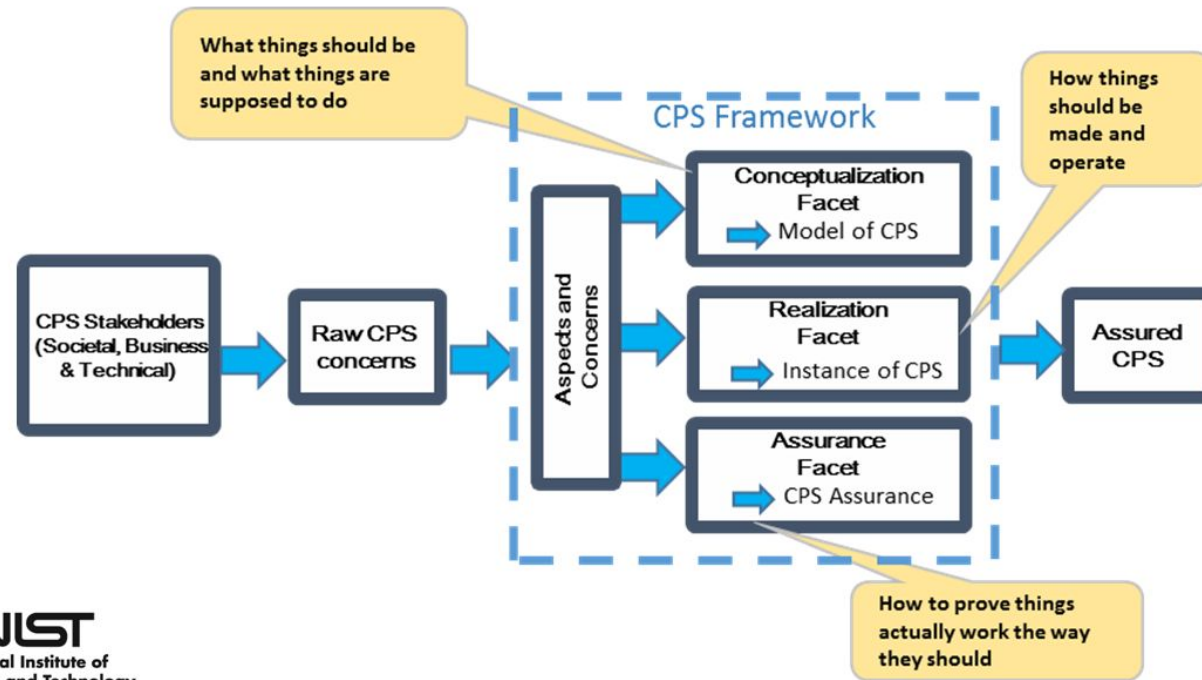 What things should be
and what things are
supposed to do
How things
should be
made and
operate
CPS Framework
Conceptualization
Facet
Model of CPS
CPS Stakeholders
(Societal, Business
& Technical)
Raw CPS
concerns
Aspects and
Concerns
Realization
Facet
Instance of CPS
Assured
CPS
Assurance
Facet
CPS Assurance
How to prove things
actually work the way
they should
NIST
al Institute of
and Technology